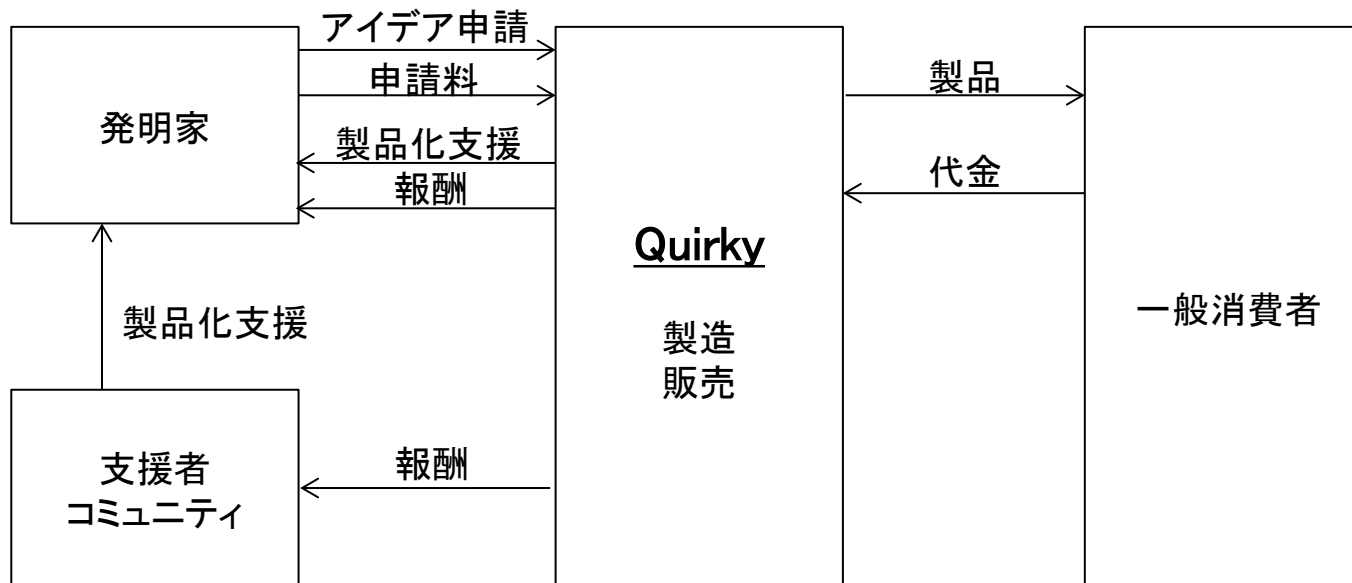 アイデア申請
申請料
発明家
製品化支援
報酬
製品化支援
支援者
コミュニティ
報酬
Quirky
製造
販売
製品
代金
一般消費者